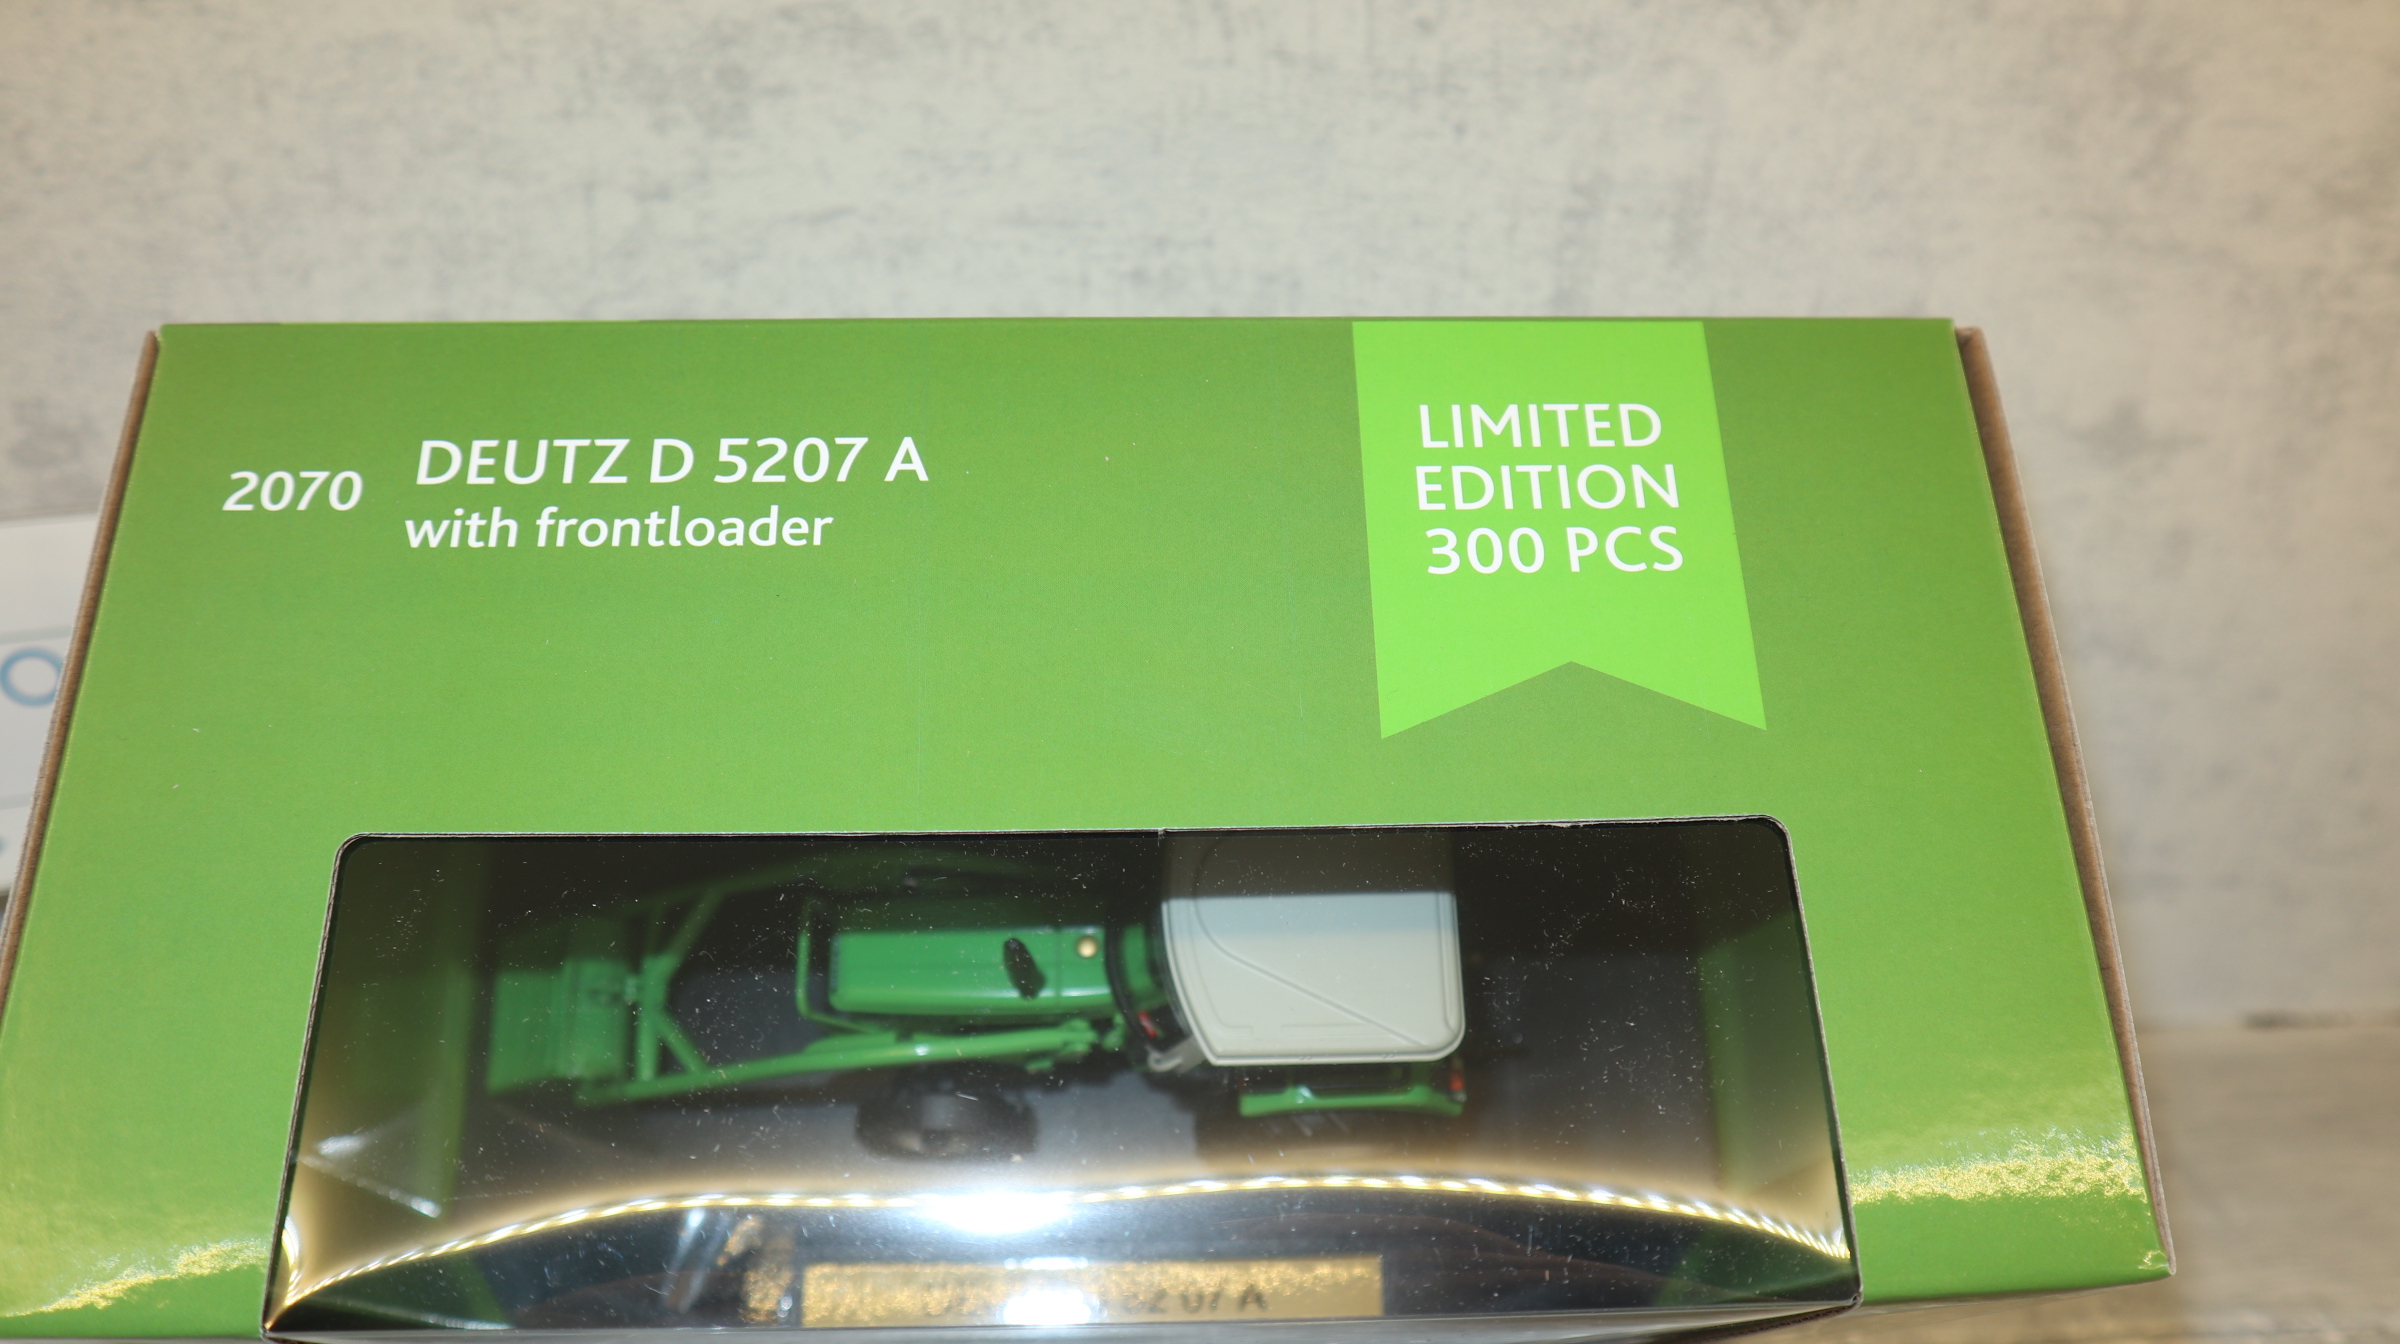 2070
DEUTZ D 5207 A
with frontloader
LIMITED
EDITION
300 PCS